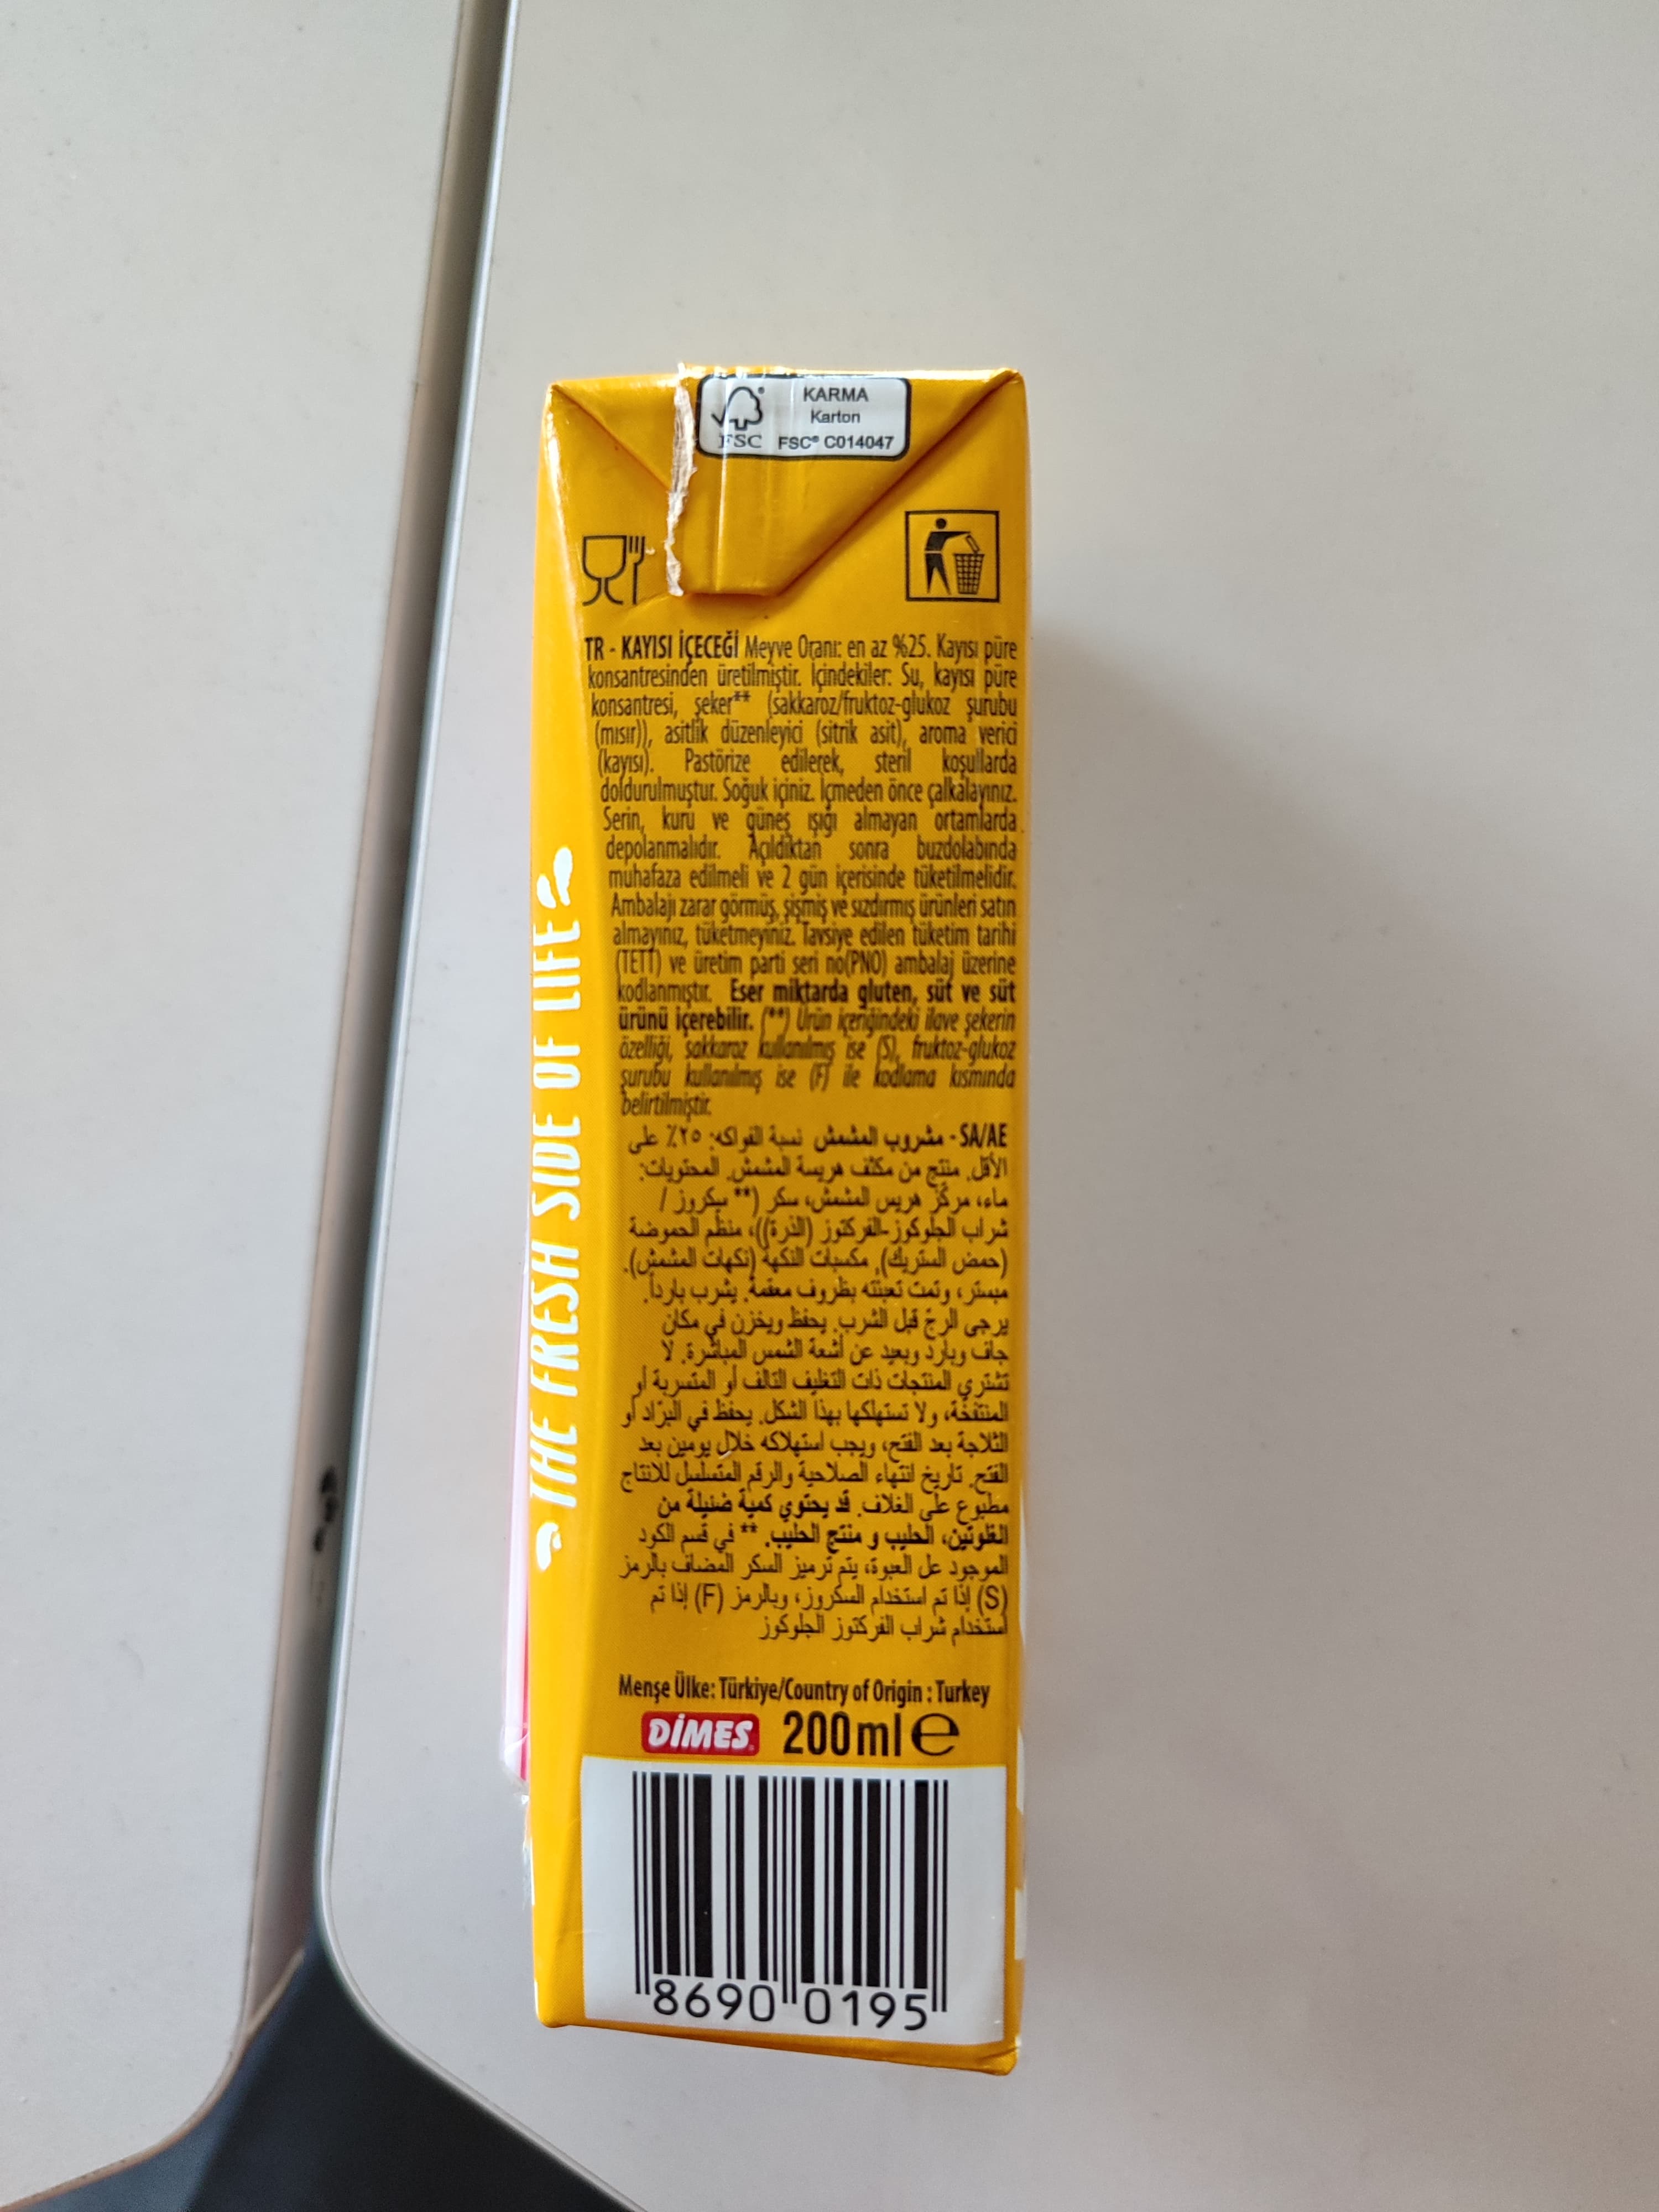 KARMA
Karton
FSC FSC® C014047
TR - KAYISI İÇECEĞİ Meyve Oranı: en az %25. Kayısı püre
konsantresinden üretilmiştir. İçindekiler: Su, kayısı püre
konsantresi, şeker** (sakkaroz/fruktoz-glukoz şurubu
(mısır)), asitlik düzenleyici (sitrik asit), aroma verici
(kayısı). Pastörize edilerek, steril koşullarda
doldurulmuştur. Soğuk içiniz. İçmeden önce çalkalayınız.
Serin, kuru ve güneş ışığı almayan ortamlarda
depolanmalıdır. Açıldıktan sonra buzdolabında
muhafaza edilmeli ve 2 gün içerisinde tüketilmelidir.
Ambalajı zarar görmüş, şişmiş ve sızdırmış ürünleri satın
almayınız, tüketmeyiniz. Tavsiye edilen tüketim tarihi
(TETT) ve üretim parti seri no(PNO) ambalaj üzerine
kodlanmıştır. Eser miktarda gluten, süt ve süt
ürünü içerebilir. (**) Ürün içeriğindeki ilave şekerin
özelliği, sakkaroz kullanılmış ise (S), fruktoz-glukoz
şurubu kullanılmış ise (F) ile kodlama kısmında
belirtilmiştir.
SA/AE - مشروب المشمش نسبة الفواكه: ٢٥٪ على
الأقل. منتج من مكثف هريسة المشمش. المحتويات:
ماء، مركز هريس المشمش، سكر (** سكروز /
شراب الجلوكوز-الفركتوز (الذرة))، منظم الحموضة
(حمض الستريك), مكسبات النكهة (نكهات المشمش).
مبستر، وتمت تعبئته بظروف معقمة. يشرب بارداً.
يرجى الرجّ قبل الشرب. يحفظ ويخزن في مكان
جاف وبارد وبعيد عن أشعة الشمس المباشرة. لا
تشتري المنتجات ذات التغليف التالف أو المتسربة أو
المنتفخة، ولا تستهلكها بهذا الشكل. يحفظ في البرّاد أو
الثلاجة بعد الفتح، ويجب استهلاكه خلال يومين بعد
الفتح. تاريخ انتهاء الصلاحية والرقم المتسلسل للانتاج
مطبوع على الغلاف. قد يحتوي كمية ضئيلة من
الغلوتين، الحليب و منتج الحليب. ** في قسم الكود
الموجود عل العبوة، يتم ترميز السكر المضاف بالرمز
(S) إذا تم استخدام السكروز، وبالرمز (F) إذا تم
استخدام شراب الفركتوز الجلوكوز
Menşe Ülke: Türkiye/Country of Origin : Turkey
DİMES 200ml e
8690 0195
THE FRESH SIDE OF LIFE